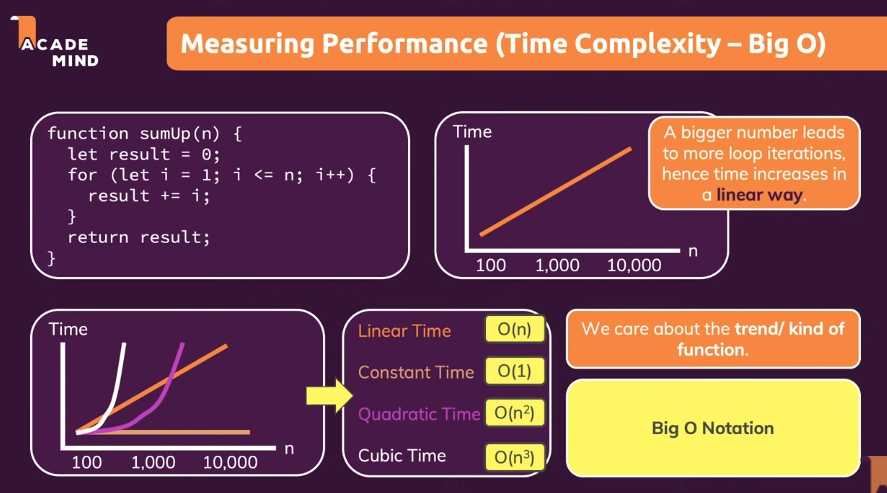 ACADE
MIND
Measuring Performance (Time Complexity – Big O)
function sumUp(n) {
let result = 0;
for (let i = 1; i <= n; i++) {
result += i;
}
return result;
}
Time
n
100 1,000 10,000
A bigger number leads
to more loop iterations,
hence time increases in
a linear way.
Time
n
100 1,000 10,000
Linear Time O(n)
Constant Time O(1)
Quadratic Time O(n²)
Cubic Time O(n³)
We care about the trend/ kind of
function.
Big O Notation